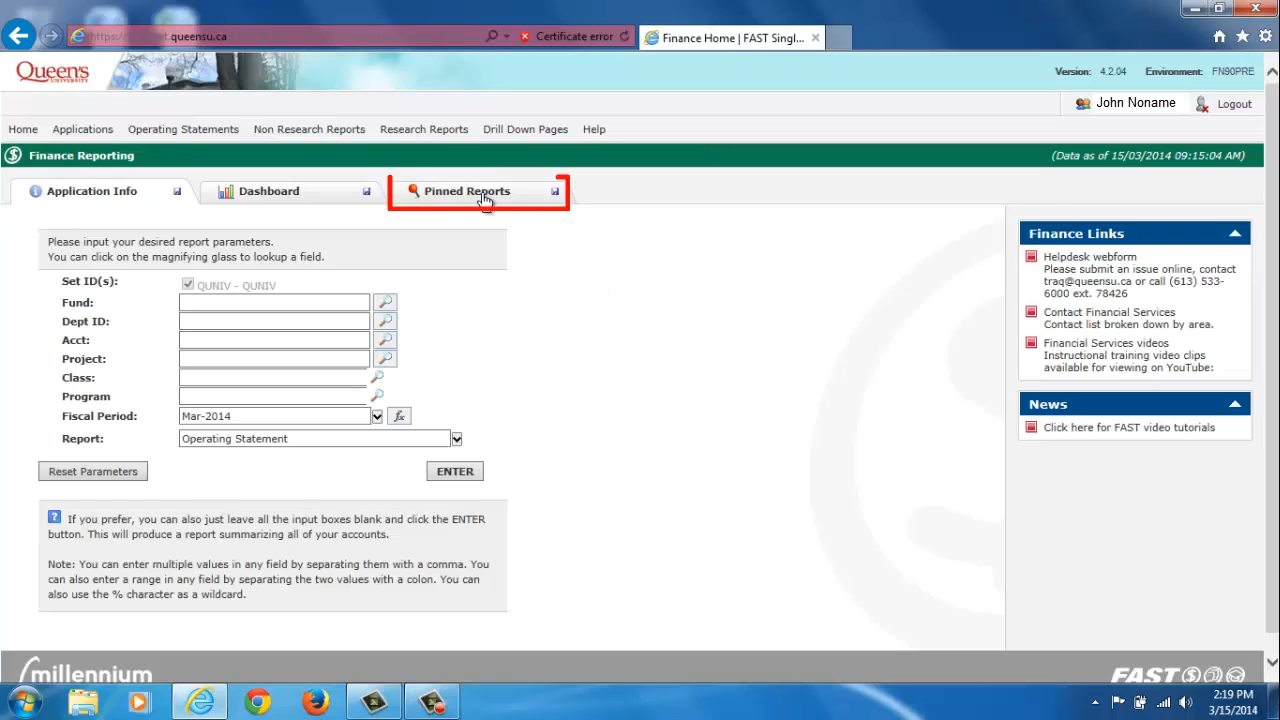 https://
.queensu.ca
Certificate error
Finance Home | FAST Singl...
Queen's
UNIVERSITY
Version: 4.2.04 Environment: FN90PRE
John Noname
Logout
Home Applications Operating Statements Non Research Reports Research Reports Drill Down Pages Help
Finance Reporting
(Data as of 15/03/2014 09:15:04 AM)
Application Info
Dashboard
Pinned Reports
Please input your desired report parameters.
You can click on the magnifying glass to lookup a field.
Set ID(s): QUNIV - QUNIV
Fund:
Dept ID:
Acct:
Project:
Class:
Program
Fiscal Period: Mar-2014 fx
Report: Operating Statement
Reset Parameters
ENTER
? If you prefer, you can also just leave all the input boxes blank and click the ENTER
button. This will produce a report summarizing all of your accounts.
Note: You can enter multiple values in any field by separating them with a comma. You
can also enter a range in any field by separating the two values with a colon. You can
also use the % character as a wildcard.
Finance Links
Helpdesk webform
Please submit an issue online, contact
traq@queensu.ca or call (613) 533-
6000 ext. 78426
Contact Financial Services
Contact list broken down by area.
Financial Services videos
Instructional training video clips
available for viewing on YouTube:
News
Click here for FAST video tutorials
millennium
FAST
2:19 PM
3/15/2014